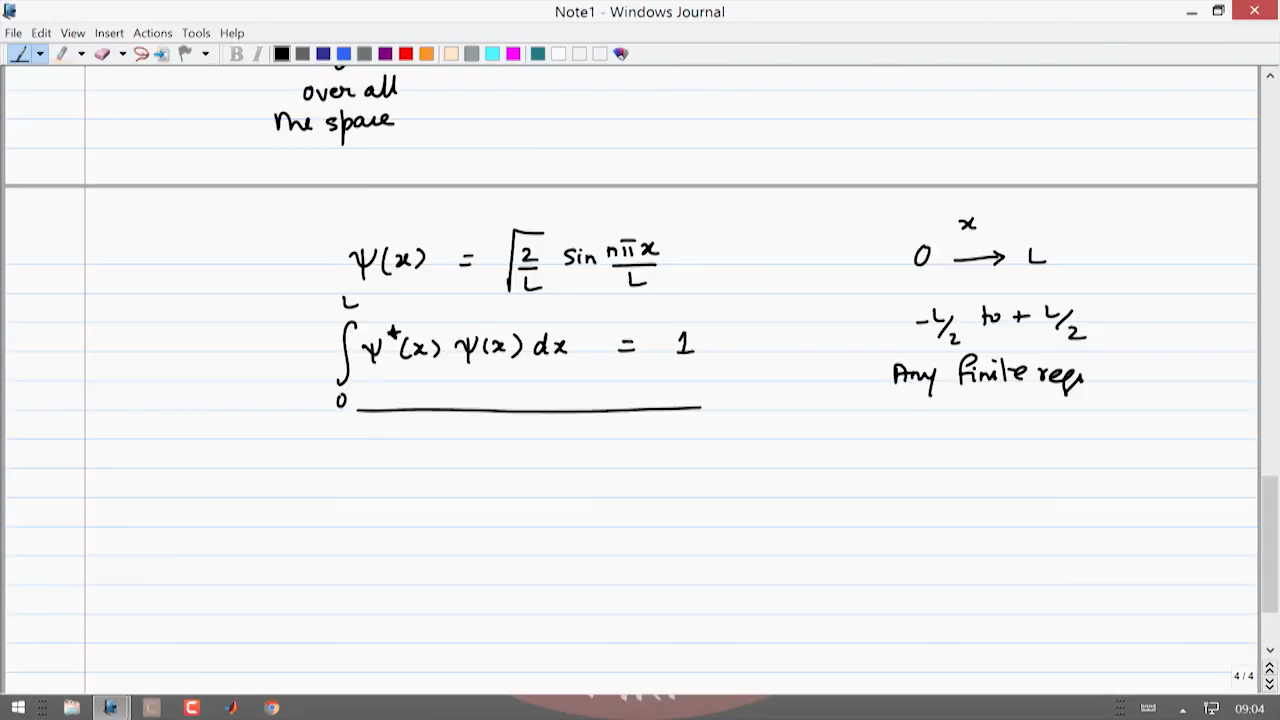 Note1 - Windows Journal
File Edit View Insert Actions Tools Help
B I
over all
the space
ψ(x) = √(2/L) sin nπx/L
x
0 → L
∫₀ᴸ ψ*(x) ψ(x) dx = 1
-L/2 to + L/2
Any finite regi
4 / 4
09:04